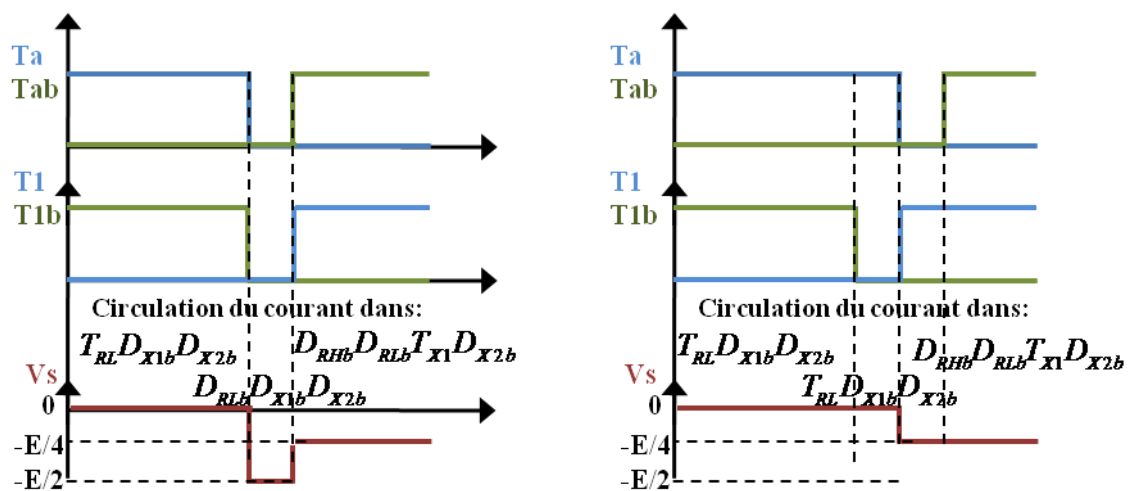 Ta
Tab
T1
T1b
Circulation du courant dans:
T_RL D_X1b D_X2b
D_RHb D_RLb T_X1 D_X2b
D_RLb D_X1b D_X2b
Vs
0
-E/4
-E/2
Ta
Tab
T1
T1b
Circulation du courant dans:
T_RL D_X1b D_X2b
D_RHb D_RLb T_X1 D_X2b
T_RL D_X1b D_X2b
Vs
0
-E/4
-E/2